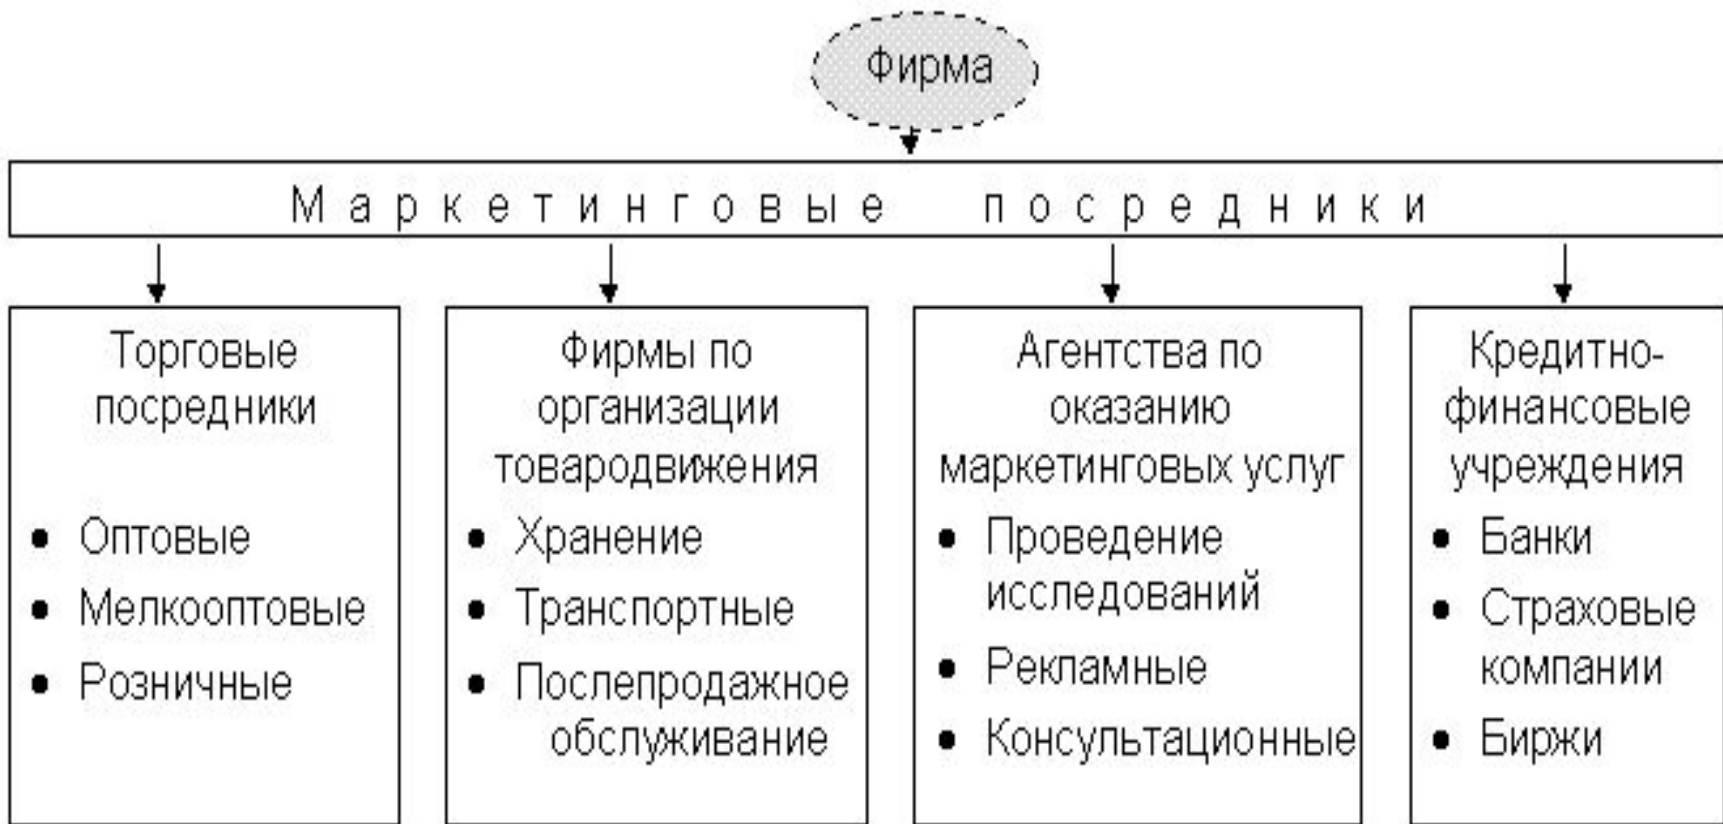 Фирма
Маркетинговые посредники
Торговые
посредники
• Оптовые
• Мелкооптовые
• Розничные
Фирмы по
организации
товародвижения
• Хранение
• Транспортные
• Послепродажное
обслуживание
Агентства по
оказанию
маркетинговых услуг
• Проведение
исследований
• Рекламные
• Консультационные
Кредитно-
финансовые
учреждения
• Банки
• Страховые
компании
• Биржи